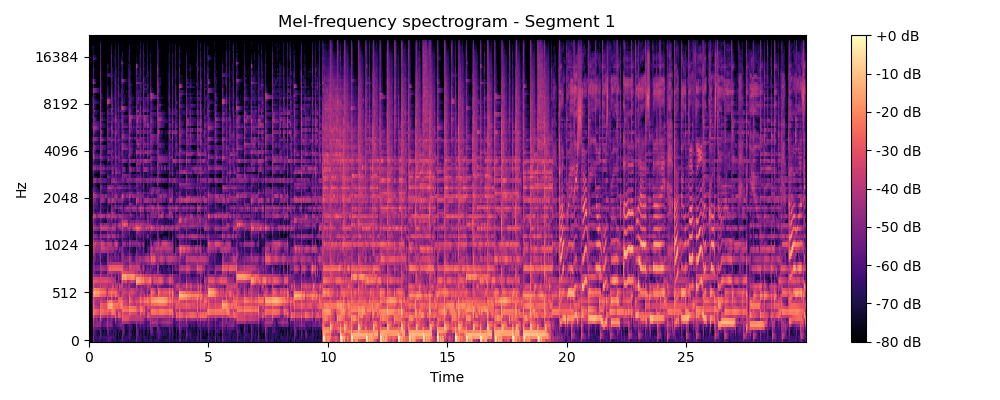 Mel-frequency spectrogram - Segment 1
Hz
16384
8192
4096
2048
1024
512
0
0 5 10 15 20 25
Time
+0 dB
-10 dB
-20 dB
-30 dB
-40 dB
-50 dB
-60 dB
-70 dB
-80 dB